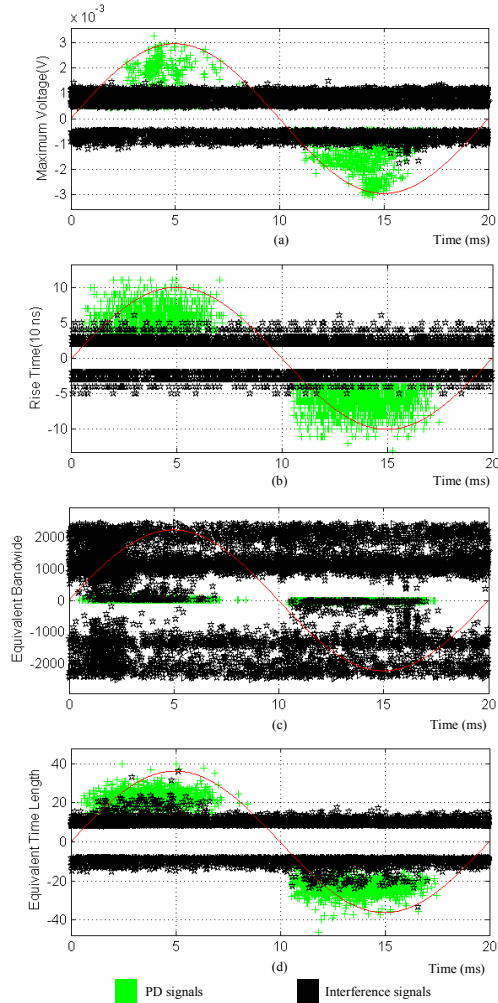 x 10⁻³
3
2
1
0
-1
-2
-3
Maximum Voltage(V)
0 5 10 15 20
(a) Time (ms)
10
5
0
-5
-10
Rise Time(10 ns)
0 5 10 15 20
(b) Time (ms)
2000
1000
0
-1000
-2000
Equivalent Bandwide
0 5 10 15 20
(c) Time (ms)
40
20
0
-20
-40
Equivalent Time Length
0 5 10 15 20
(d) Time (ms)
PD signals Interference signals